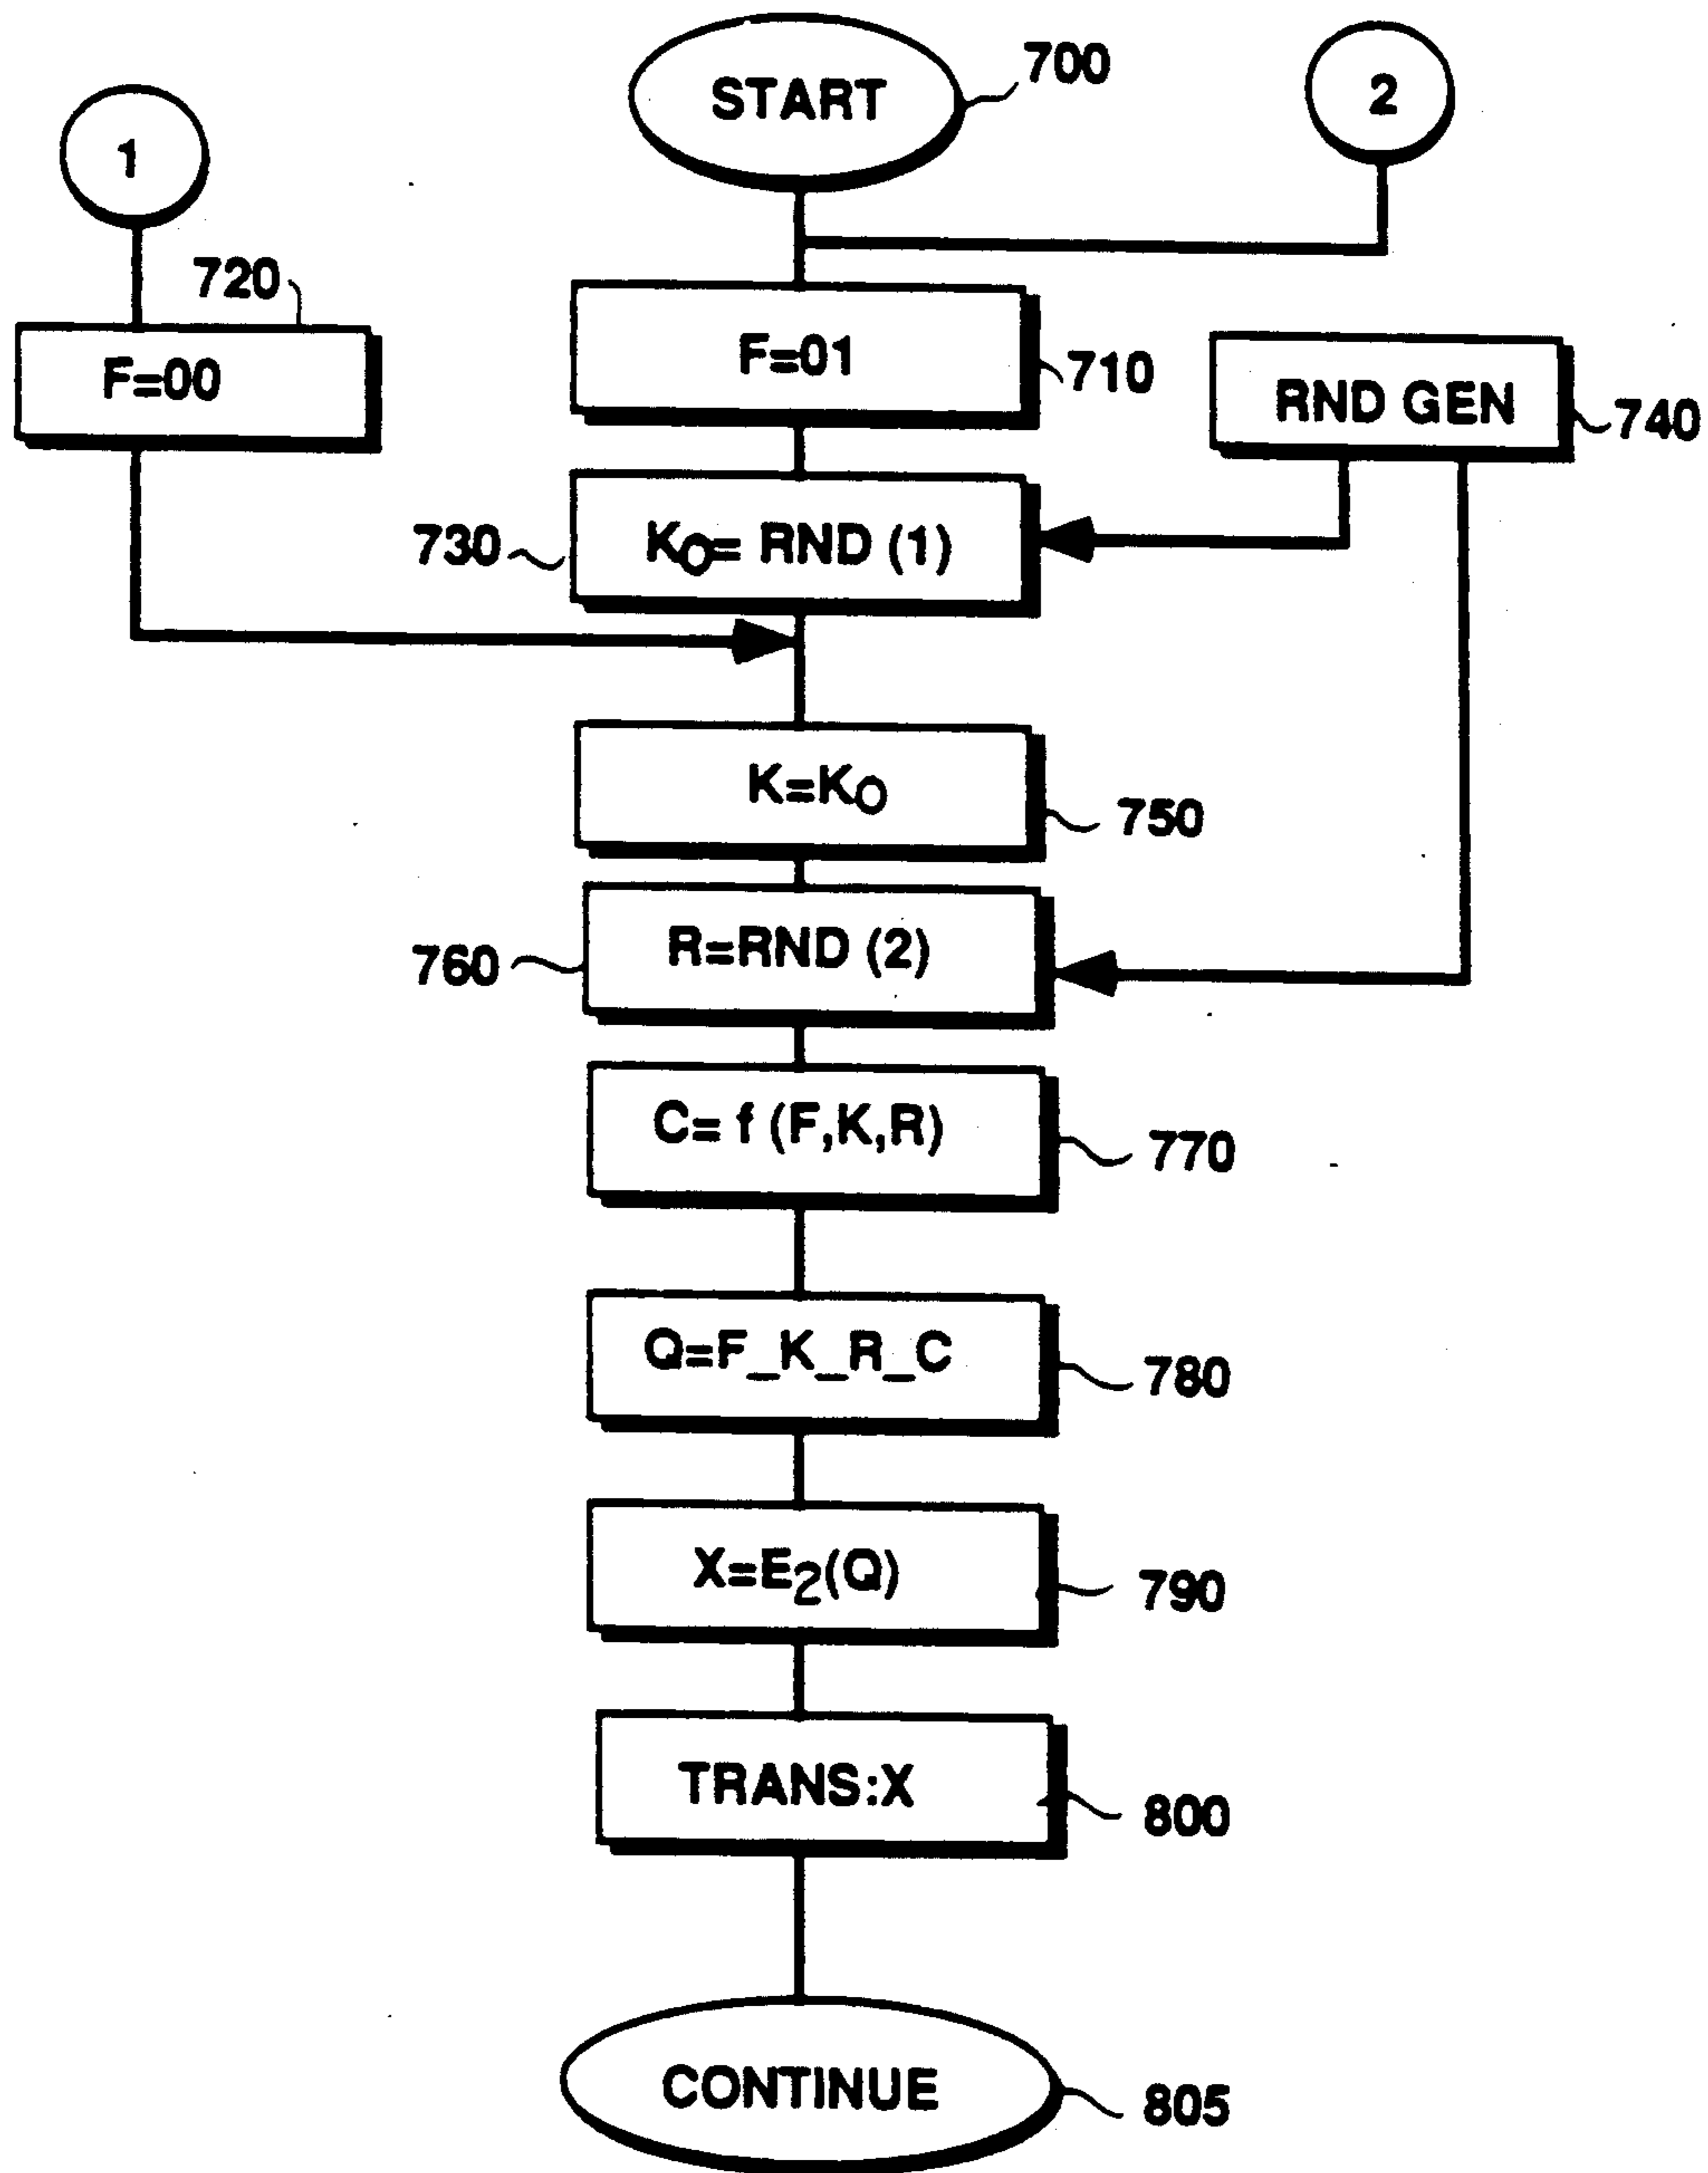 700
START
2
1
720
F=01
F=00
710
RND GEN
740
730
K0= RND (1)
K=K0
750
R=RND (2)
760
C= f (F,K,R)
770
Q=F_K_R_C
780
X=E2(Q)
790
TRANS:X
800
CONTINUE
805